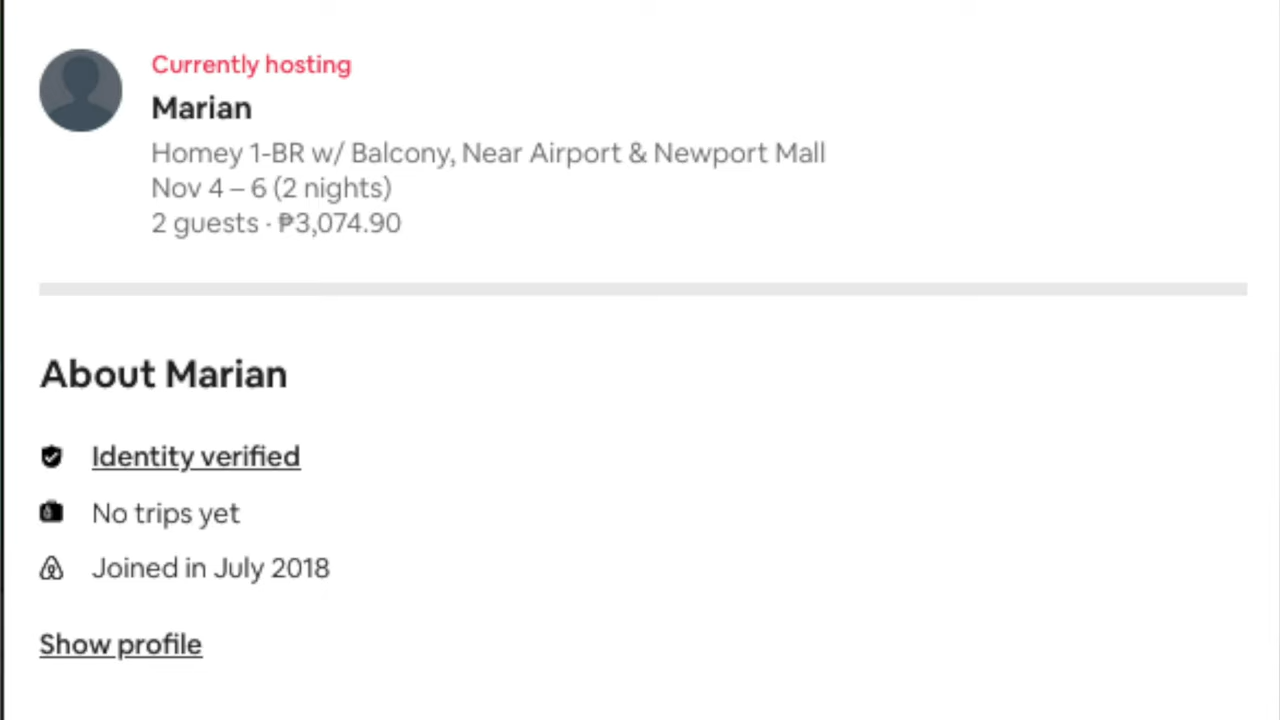 Currently hosting
Marian
Homey 1-BR w/ Balcony, Near Airport & Newport Mall
Nov 4 – 6 (2 nights)
2 guests · ₱3,074.90
About Marian
Identity verified
No trips yet
Joined in July 2018
Show profile